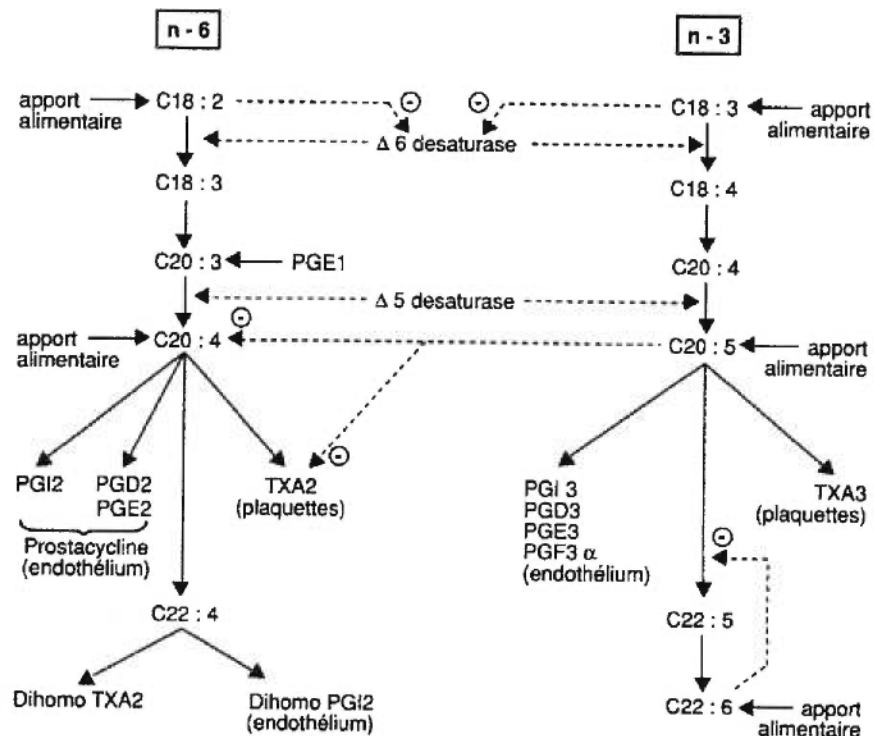 n - 6
n - 3
apport
alimentaire
C18 : 2
-
-
C18 : 3
apport
alimentaire
Δ 6 desaturase
C18 : 3
C18 : 4
C20 : 3
PGE1
C20 : 4
Δ 5 desaturase
apport
alimentaire
C20 : 4
-
C20 : 5
apport
alimentaire
-
PGI2
PGD2
PGE2
Prostacycline
(endothélium)
TXA2
(plaquettes)
PGI 3
PGD3
PGE3
PGF3 α
(endothélium)
TXA3
(plaquettes)
-
C22 : 4
C22 : 5
Dihomo TXA2
Dihomo PGI2
(endothélium)
C22 : 6
apport
alimentaire